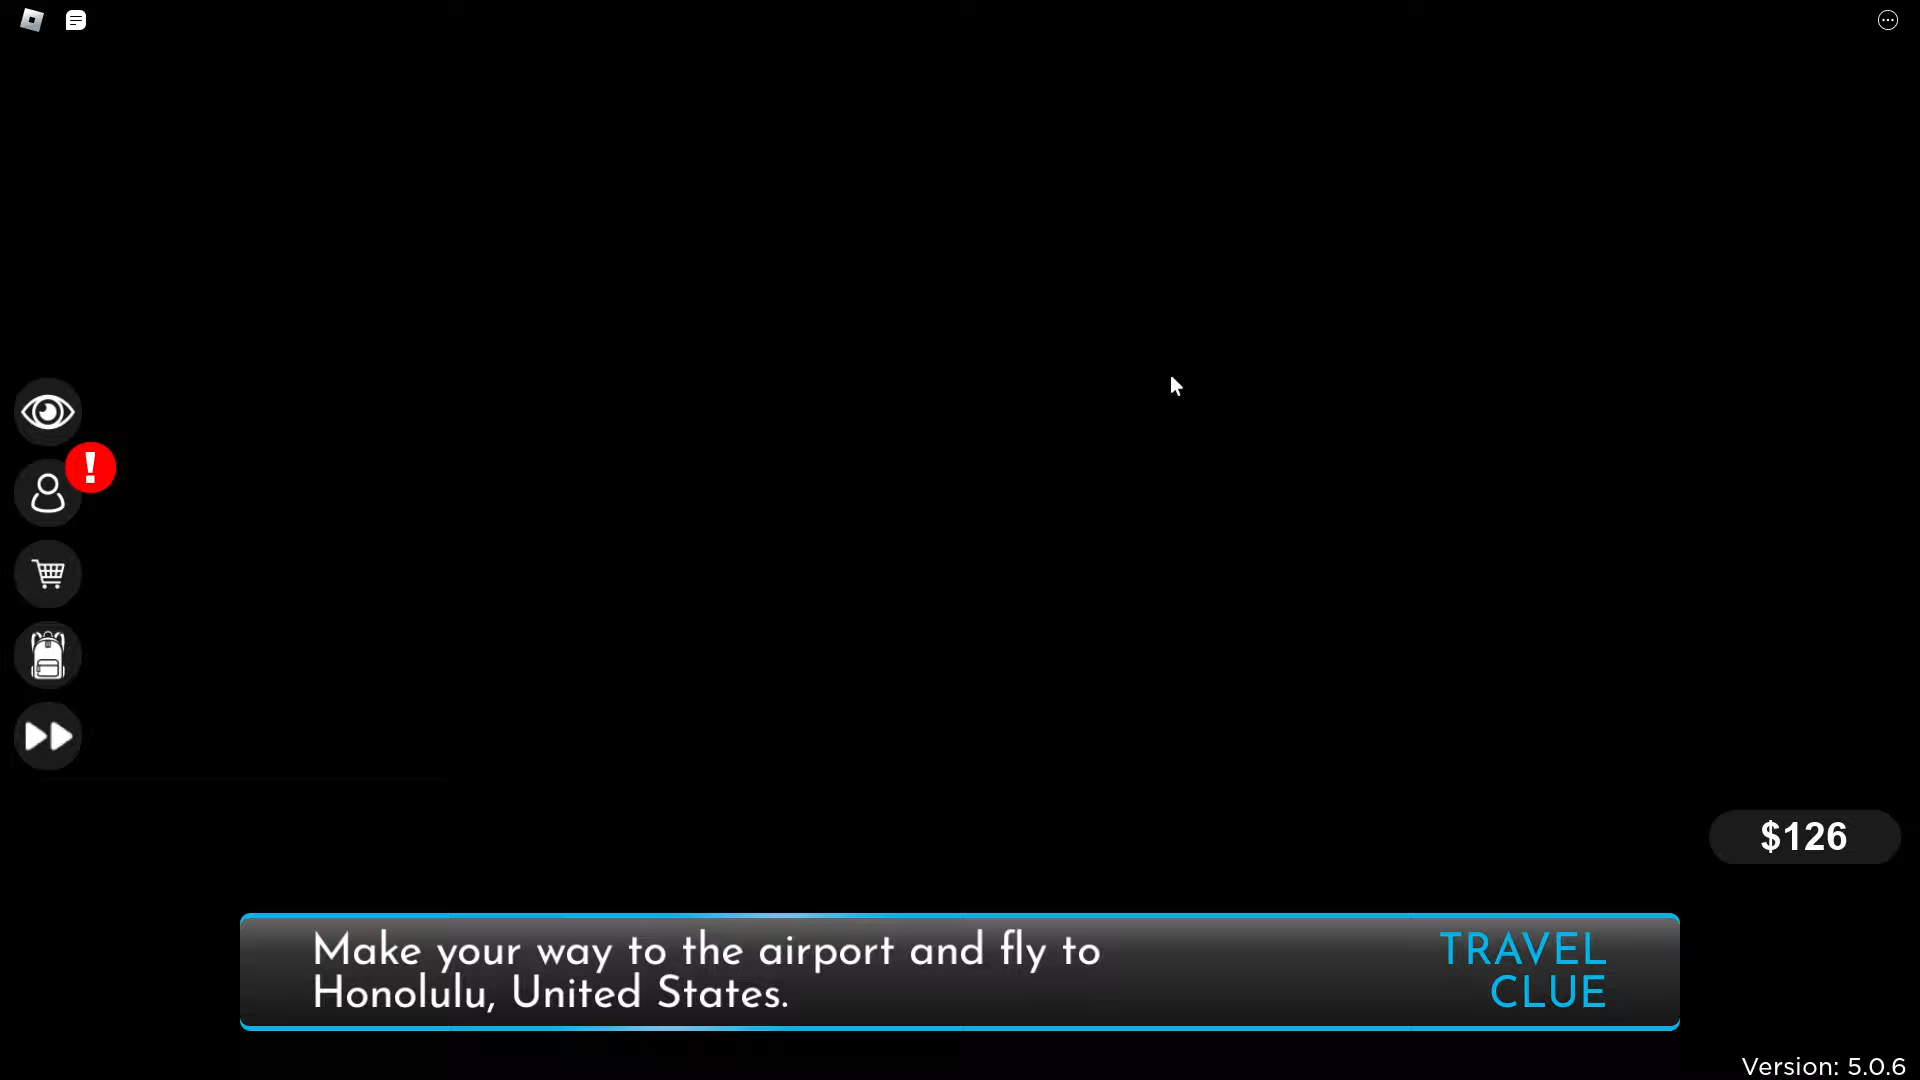 !
$126
Make your way to the airport and fly to
Honolulu, United States.
TRAVEL
CLUE
Version: 5.0.6